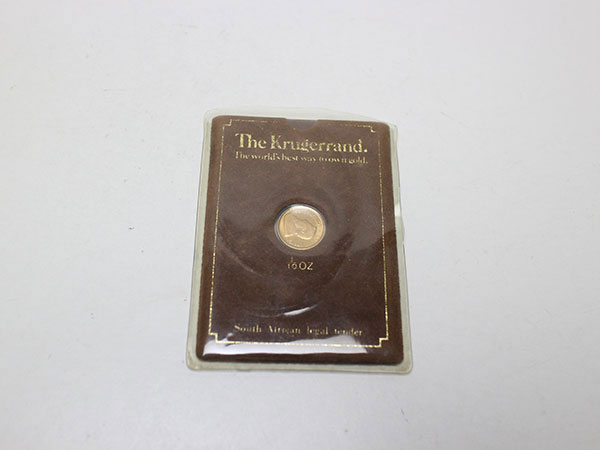 The Krugerrand.
The world's best way to own gold.
1/10 OZ
South African legal tender